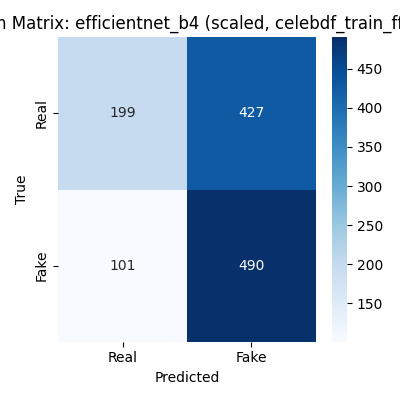 n Matrix: efficientnet_b4 (scaled, celebdf_train_ff
Real
199
427
True
Fake
101
490
Real
Fake
Predicted
450
400
350
300
250
200
150